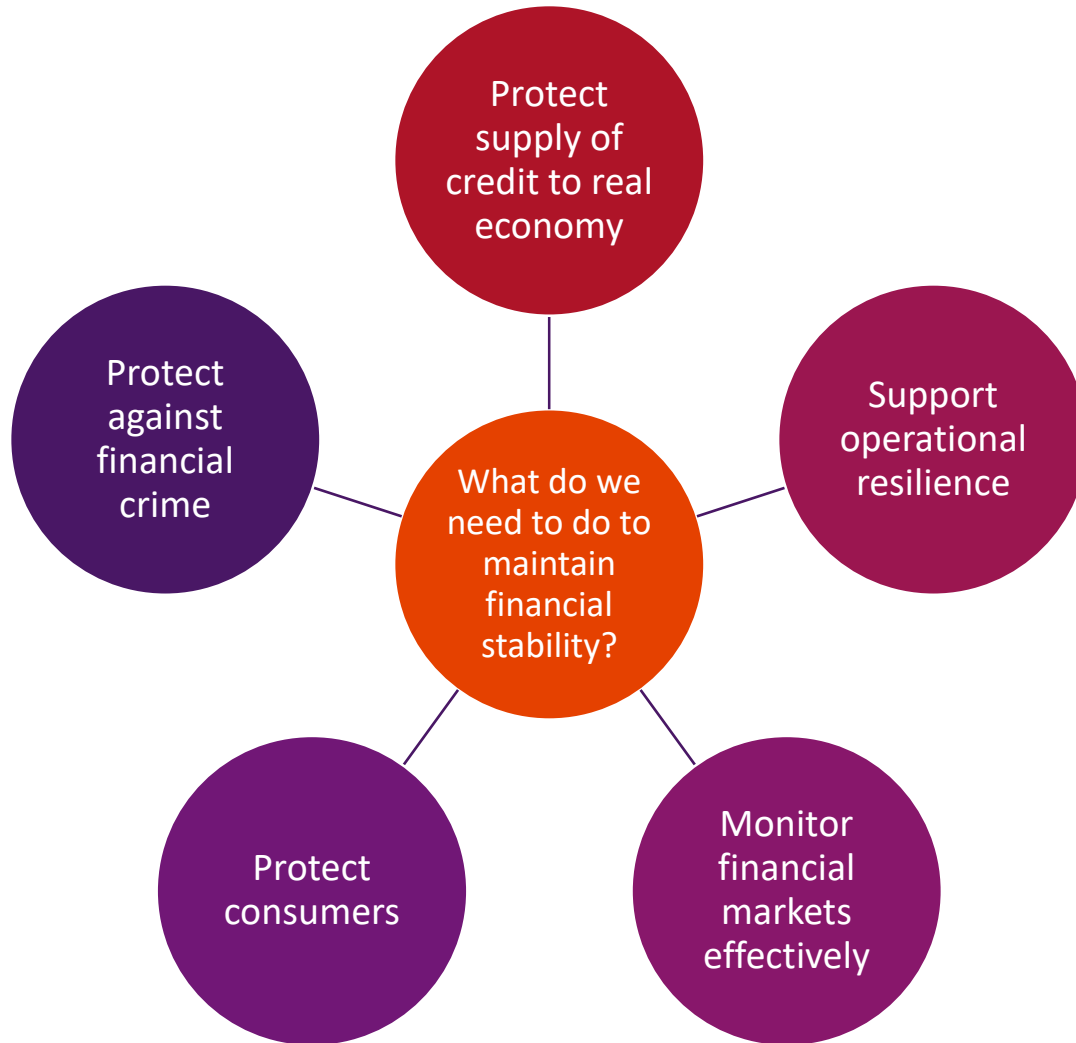 Protect
supply of
credit to real
economy
Protect
against
financial
crime
Support
operational
resilience
What do we
need to do to
maintain
financial
stability?
Protect
consumers
Monitor
financial
markets
effectively